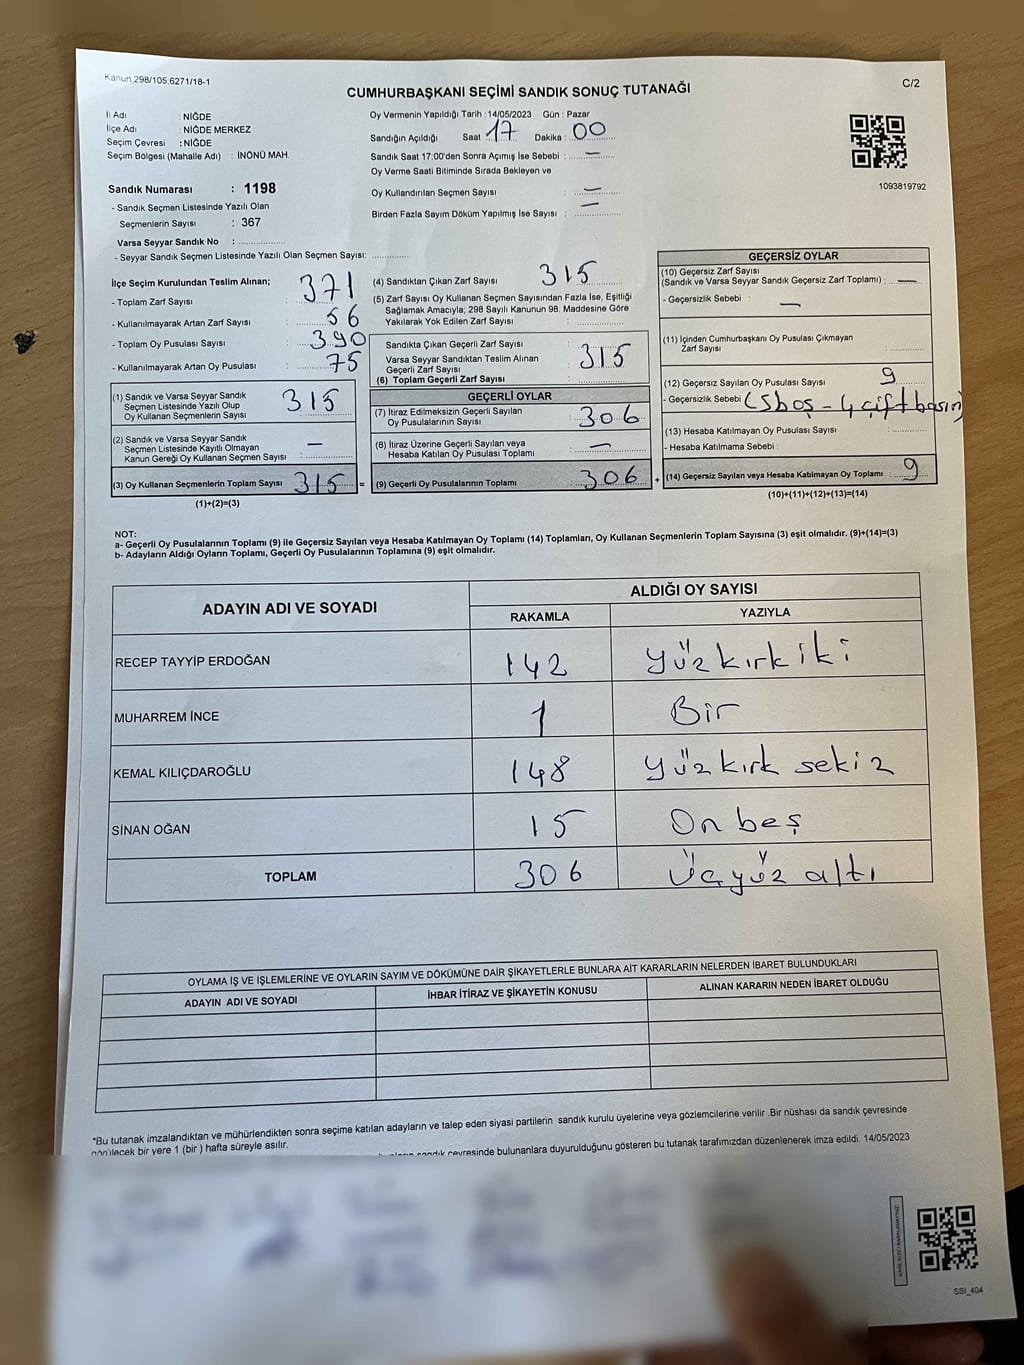 Kanun.298/105,6271/18-1
C/2
CUMHURBAŞKANI SEÇİMİ SANDIK SONUÇ TUTANAĞI
İl Adı : NİĞDE
İlçe Adı : NİĞDE MERKEZ
Seçim Çevresi : NİĞDE
Seçim Bölgesi (Mahalle Adı) : İNÖNÜ MAH.
Sandık Numarası : 1198
- Sandık Seçmen Listesinde Yazılı Olan
Seçmenlerin Sayısı : 367
Varsa Seyyar Sandık No : ................
- Seyyar Sandık Seçmen Listesinde Yazılı Olan Seçmen Sayısı: ............
Oy Vermenin Yapıldığı Tarih : 14/05/2023 Gün : Pazar
Sandığın Açıldığı Saat : 17 Dakika : 00
Sandık Saat 17:00'den Sonra Açımış İse Sebebi : —
Oy Verme Saati Bitiminde Sırada Bekleyen ve
Oy Kullandırılan Seçmen Sayısı : —
Birden Fazla Sayım Döküm Yapılmış İse Sayısı : —
1093819792
İlçe Seçim Kurulundan Teslim Alınan;
- Toplam Zarf Sayısı : 371
- Kullanılmayarak Artan Zarf Sayısı : 56
- Toplam Oy Pusulası Sayısı : 390
- Kullanılmayarak Artan Oy Pusulası : 75
(1) Sandık ve Varsa Seyyar Sandık
Seçmen Listesinde Yazılı Olup
Oy Kullanan Seçmenlerin Sayısı : 315
(2) Sandık ve Varsa Seyyar Sandık
Seçmen Listesinde Kayıtlı Olmayan
Kanun Gereği Oy Kullanan Seçmen Sayısı : —
(3) Oy Kullanan Seçmenlerin Toplam Sayısı 315 =
(1)+(2)=(3)
(4) Sandıktan Çıkan Zarf Sayısı : 315
(5) Zarf Sayısı Oy Kullanan Seçmen Sayısından Fazla İse, Eşitliği
Sağlamak Amacıyla; 298 Sayılı Kanunun 98. Maddesine Göre
Yakılarak Yok Edilen Zarf Sayısı : ............
Sandıkta Çıkan Geçerli Zarf Sayısı
Varsa Seyyar Sandıktan Teslim Alınan
Geçerli Zarf Sayısı : 315
(6) Toplam Geçerli Zarf Sayısı
GEÇERLİ OYLAR
(7) İtiraz Edilmeksizin Geçerli Sayılan
Oy Pusulalarının Sayısı : 306
(8) İtiraz Üzerine Geçerli Sayılan veya
Hesaba Katılan Oy Pusulası Toplamı : —
(9) Geçerli Oy Pusulalarının Toplamı : 306 +
GEÇERSİZ OYLAR
(10) Geçersiz Zarf Sayısı
(Sandık ve Varsa Seyyar Sandık Geçersiz Zarf Toplamı) : —
- Geçersizlik Sebebi : —
(11) İçinden Cumhurbaşkanı Oy Pusulası Çıkmayan
Zarf Sayısı : ............
(12) Geçersiz Sayılan Oy Pusulası Sayısı : 9
- Geçersizlik Sebebi : (5boş - 4 çift basım)
(13) Hesaba Katılmayan Oy Pusulası Sayısı : ............
- Hesaba Katılmama Sebebi :
(14) Geçersiz Sayılan veya Hesaba Katılmayan Oy Toplamı : 9
(10)+(11)+(12)+(13)=(14)
NOT:
a- Geçerli Oy Pusulalarının Toplamı (9) ile Geçersiz Sayılan veya Hesaba Katılmayan Oy Toplamı (14) Toplamları, Oy Kullanan Seçmenlerin Toplam Sayısına (3) eşit olmalıdır. (9)+(14)=(3)
b- Adayların Aldığı Oyların Toplamı, Geçerli Oy Pusulalarının Toplamına (9) eşit olmalıdır.
ADAYIN ADI VE SOYADI ALDIĞI OY SAYISI
RAKAMLA YAZIYLA
RECEP TAYYİP ERDOĞAN 142 yüz kırk iki
MUHARREM İNCE 1 Bir
KEMAL KILIÇDAROĞLU 148 yüz kırk sekiz
SİNAN OĞAN 15 On beş
TOPLAM 306 Üçyüz altı
OYLAMA İŞ VE İŞLEMLERİNE VE OYLARIN SAYIM VE DÖKÜMÜNE DAİR ŞİKAYETLERLE BUNLARA AİT KARARLARIN NELERDEN İBARET BULUNDUKLARI
ADAYIN ADI VE SOYADI İHBAR İTİRAZ VE ŞİKAYETİN KONUSU ALINAN KARARIN NEDEN İBARET OLDUĞU
*Bu tutanak imzalandıktan ve mühürlendikten sonra seçime katılan adayların ve talep eden siyasi partilerin sandık kurulu üyelerine veya gözlemcilerine verilir .Bir nüshası da sandık çevresinde
görülecek bir yere 1 (bir ) hafta süreyle asılır.
sandık çevresinde bulunanlara duyurulduğunu gösteren bu tutanak tarafımızdan düzenlenerek imza edildi. 14/05/2023
SSI_404